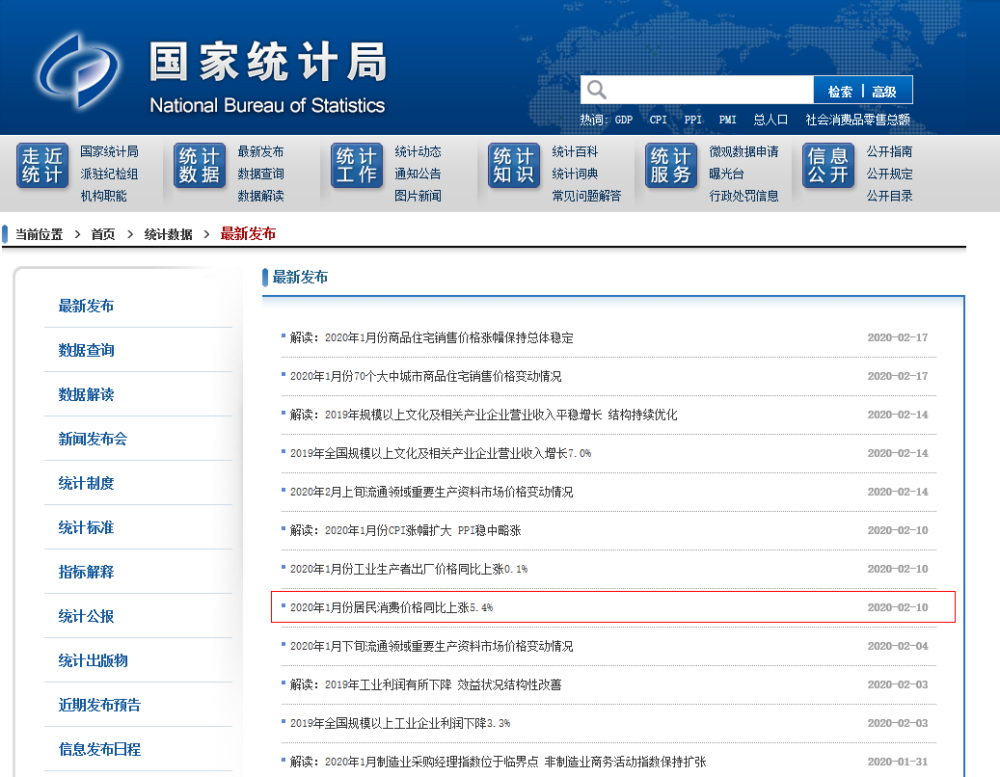 国家统计局
National Bureau of Statistics
检索 | 高级
热词: GDP CPI PPI PMI 总人口 社会消费品零售总额
走近统计
国家统计局
派驻纪检组
机构职能
统计数据
最新发布
数据查询
数据解读
统计工作
统计动态
通知公告
图片新闻
统计知识
统计百科
统计词典
常见问题解答
统计服务
微观数据申请
曝光台
行政处罚信息
信息公开
公开指南
公开规定
公开目录
当前位置 > 首页 > 统计数据 > 最新发布
最新发布
数据查询
数据解读
新闻发布会
统计制度
统计标准
指标解释
统计公报
统计出版物
近期发布预告
信息发布日程
最新发布
解读：2020年1月份商品住宅销售价格涨幅保持总体稳定 2020-02-17
2020年1月份70个大中城市商品住宅销售价格变动情况 2020-02-17
解读：2019年规模以上文化及相关产业企业营业收入平稳增长 结构持续优化 2020-02-14
2019年全国规模以上文化及相关产业企业营业收入增长7.0% 2020-02-14
2020年2月上旬流通领域重要生产资料市场价格变动情况 2020-02-14
解读：2020年1月份CPI涨幅扩大 PPI稳中略涨 2020-02-10
2020年1月份工业生产者出厂价格同比上涨0.1% 2020-02-10
2020年1月份居民消费价格同比上涨5.4% 2020-02-10
2020年1月下旬流通领域重要生产资料市场价格变动情况 2020-02-04
解读：2019年工业利润有所下降 效益状况结构性改善 2020-02-03
2019年全国规模以上工业企业利润下降3.3% 2020-02-03
解读：2020年1月制造业采购经理指数位于临界点 非制造业商务活动指数保持扩张 2020-01-31